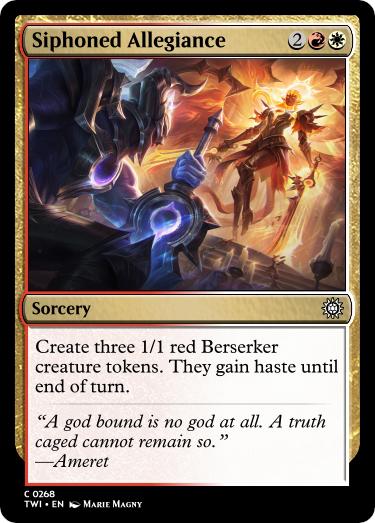 Siphoned Allegiance 2
Sorcery
Create three 1/1 red Berserker
creature tokens. They gain haste until
end of turn.
“A god bound is no god at all. A truth
caged cannot remain so.”
—Ameret
C 0268
TWI • EN Marie Magny